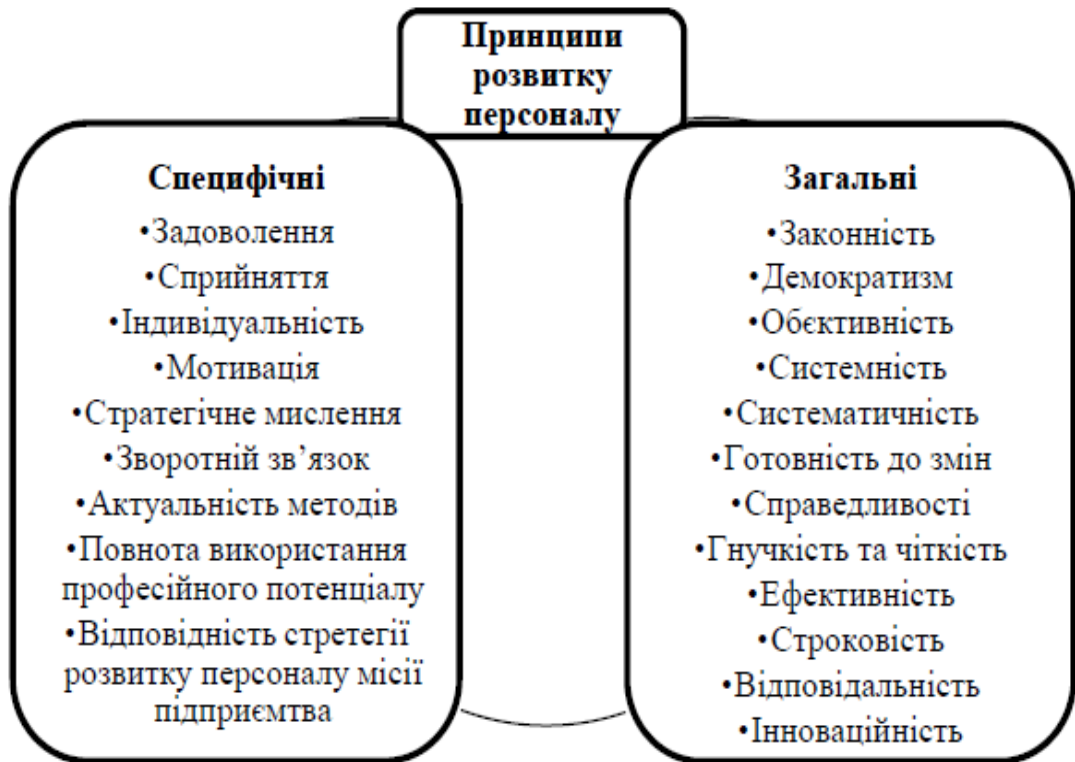 Принципи
розвитку
персоналу
Специфічні
•Задоволення
•Сприйняття
•Індивідуальність
•Мотивація
•Стратегічне мислення
•Зворотній зв’язок
•Актуальність методів
•Повнота використання
професійного потенціалу
•Відповідність стретегії
розвитку персоналу місії
підприємтва
Загальні
•Законність
•Демократизм
•Обєктивність
•Системність
•Систематичність
•Готовність до змін
•Справедливості
•Гнучкість та чіткість
•Ефективність
•Строковість
•Відповідальність
•Інноваційність